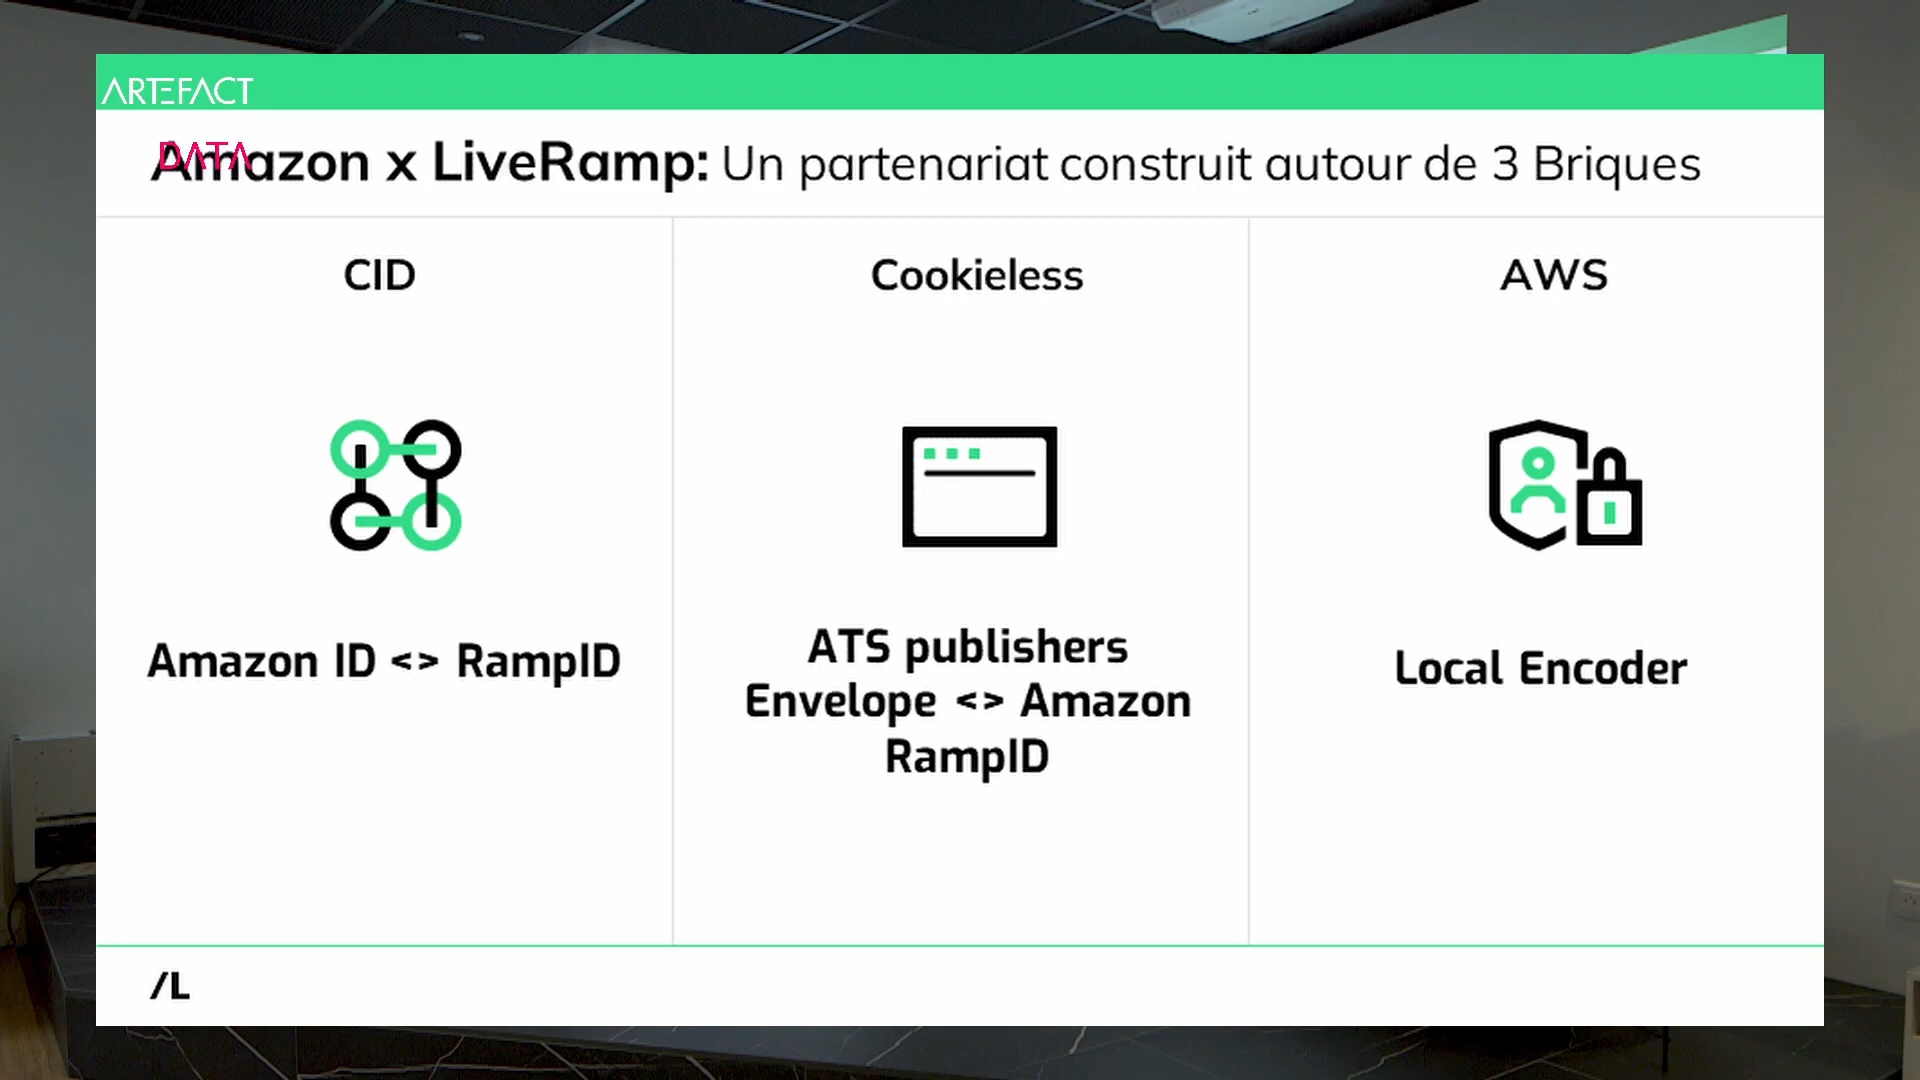 ARTEFACT
DATA
Amazon x LiveRamp: Un partenariat construit autour de 3 Briques
CID
Cookieless
AWS
Amazon ID <> RampID
ATS publishers
Envelope <> Amazon
RampID
Local Encoder
/L